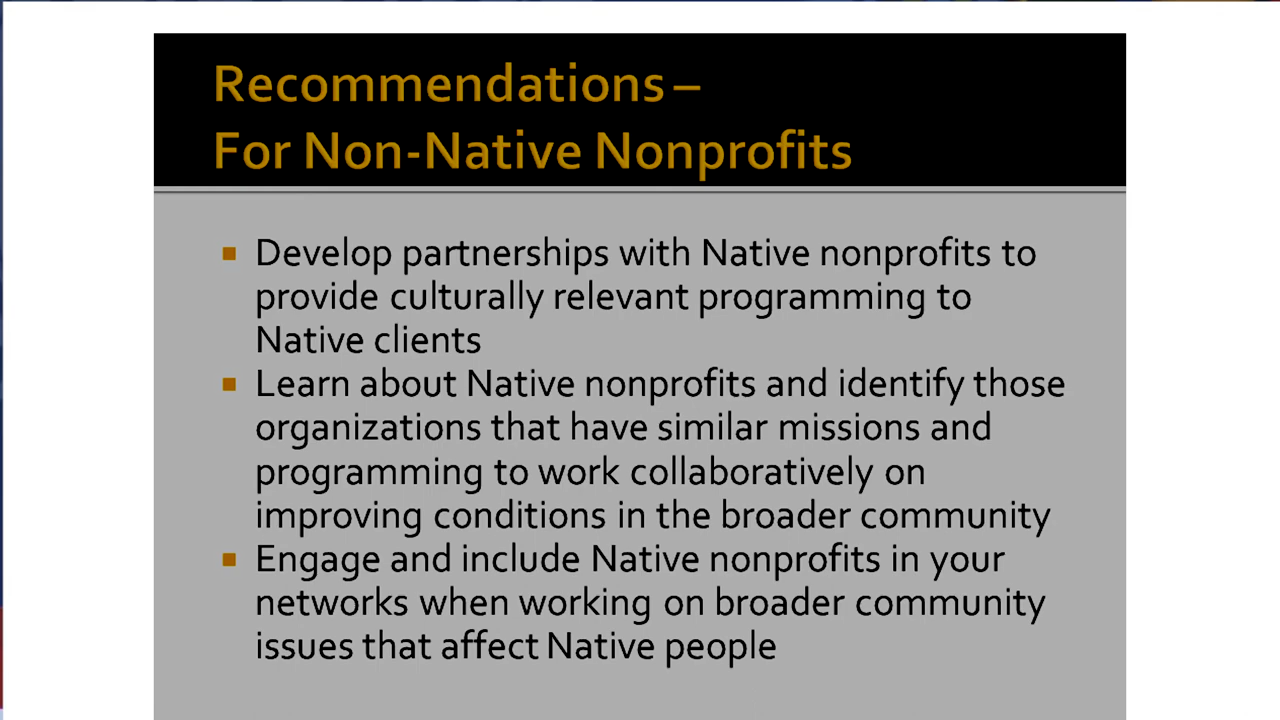 Recommendations –
For Non-Native Nonprofits
Develop partnerships with Native nonprofits to
provide culturally relevant programming to
Native clients
Learn about Native nonprofits and identify those
organizations that have similar missions and
programming to work collaboratively on
improving conditions in the broader community
Engage and include Native nonprofits in your
networks when working on broader community
issues that affect Native people